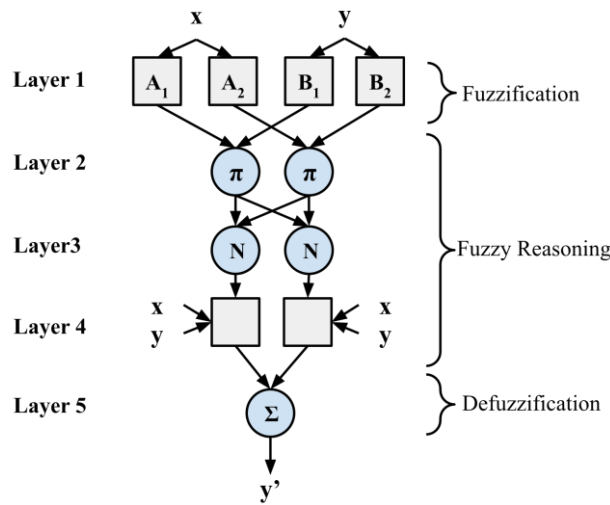 x y
Layer 1 A1 A2 B1 B2 Fuzzification
Layer 2 π π
Layer3 N N Fuzzy Reasoning
x x
Layer 4
y y
Layer 5 Σ Defuzzification
y’